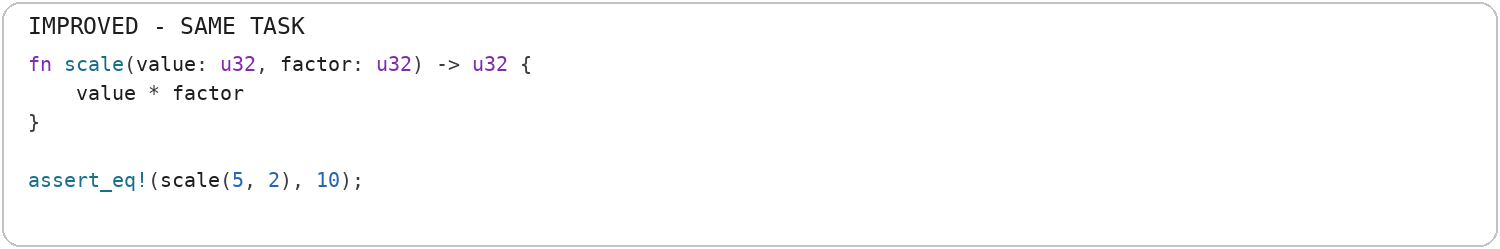 IMPROVED - SAME TASK
fn scale(value: u32, factor: u32) -> u32 {
    value * factor
}

assert_eq!(scale(5, 2), 10);